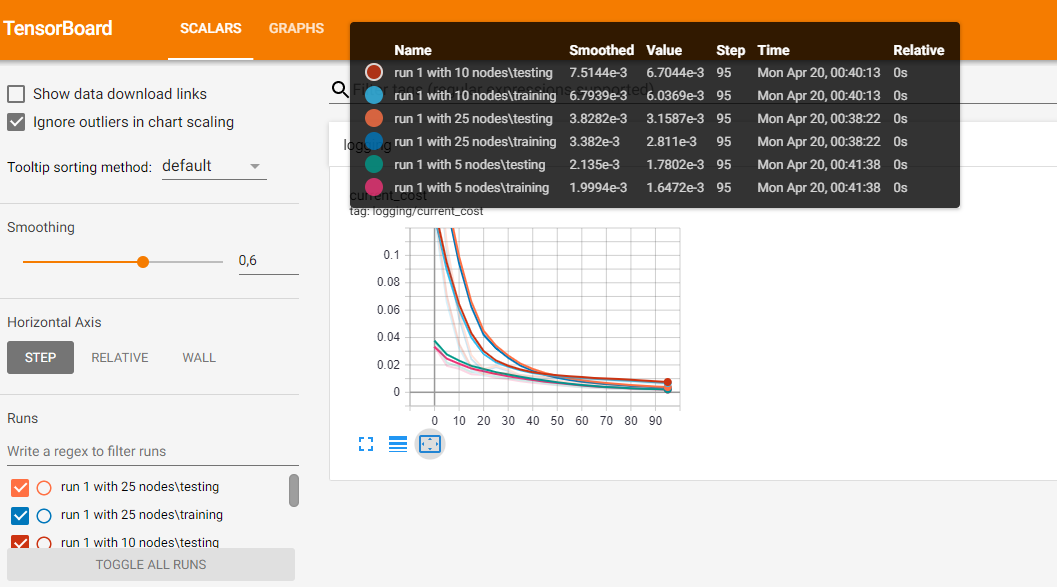 TensorBoard
SCALARS GRAPHS
Show data download links
Ignore outliers in chart scaling
Tooltip sorting method: default
Smoothing
0,6
Horizontal Axis
STEP RELATIVE WALL
Runs
Write a regex to filter runs
run 1 with 25 nodes\testing
run 1 with 25 nodes\training
run 1 with 10 nodes\testing
TOGGLE ALL RUNS
Name Smoothed Value Step Time Relative
run 1 with 10 nodes\testing 7.5144e-3 6.7044e-3 95 Mon Apr 20, 00:40:13 0s
run 1 with 10 nodes\training 6.7939e-3 6.0369e-3 95 Mon Apr 20, 00:40:13 0s
run 1 with 25 nodes\testing 3.8282e-3 3.1587e-3 95 Mon Apr 20, 00:38:22 0s
run 1 with 25 nodes\training 3.382e-3 2.811e-3 95 Mon Apr 20, 00:38:22 0s
run 1 with 5 nodes\testing 2.135e-3 1.7802e-3 95 Mon Apr 20, 00:41:38 0s
run 1 with 5 nodes\training 1.9994e-3 1.6472e-3 95 Mon Apr 20, 00:41:38 0s
Filter tags (regular expressions supported)
logging
current_cost
tag: logging/current_cost
0.1
0.08
0.06
0.04
0.02
0
0 10 20 30 40 50 60 70 80 90